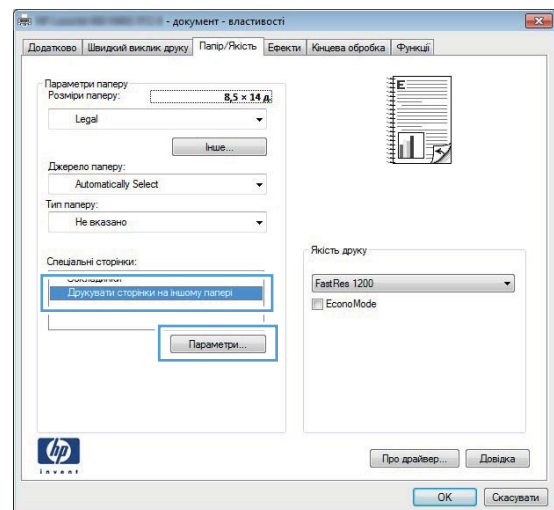 - документ - властивості
Додатково Швидкий виклик друку Папір/Якість Ефекти Кінцева обробка Функції
Параметри паперу
Розміри паперу: 8,5 × 14 д.
Legal
Інше...
Джерело паперу:
Automatically Select
Тип паперу:
Не вказано
Спеціальні сторінки:
Друкувати сторінки на іншому папері
Параметри...
E
Якість друку
FastRes 1200
EconoMode
hp
invent
Про драйвер... Довідка
OK Скасувати